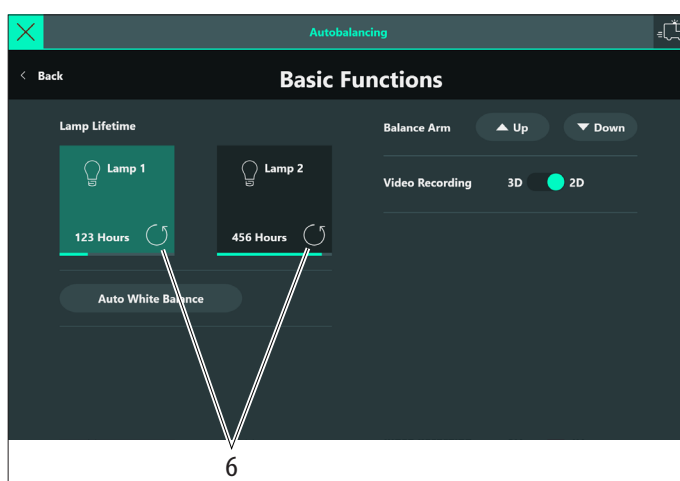 Autobalancing
Back
Basic Functions
Lamp Lifetime
Lamp 1
123 Hours
Lamp 2
456 Hours
Auto White Balance
Balance Arm
Up
Down
Video Recording
3D
2D
6